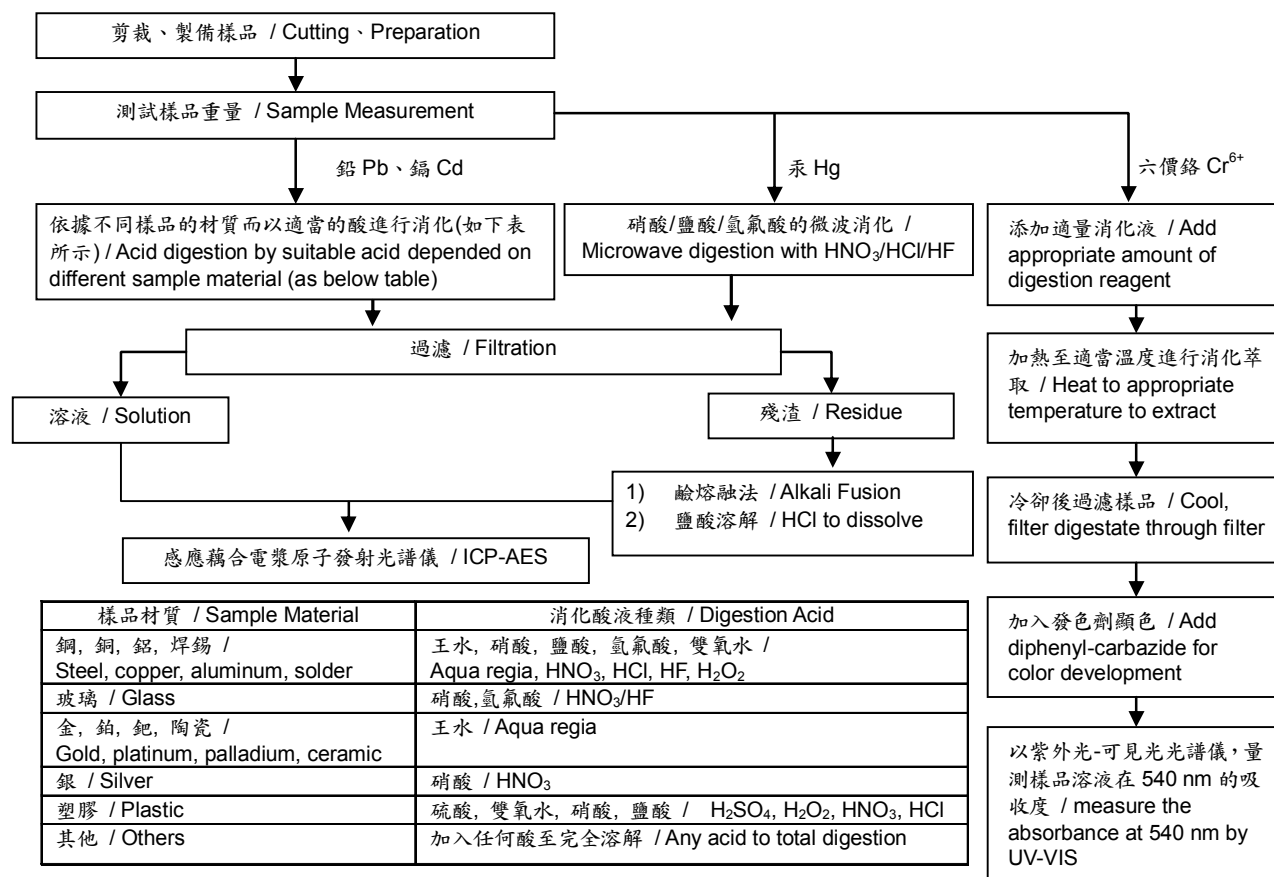 剪裁、製備樣品 / Cutting、Preparation
測試樣品重量 / Sample Measurement
鉛 Pb、鎘 Cd
汞 Hg
六價鉻 Cr⁶⁺
依據不同樣品的材質而以適當的酸進行消化(如下表
所示) / Acid digestion by suitable acid depended on
different sample material (as below table)
硝酸/鹽酸/氫氟酸的微波消化 /
Microwave digestion with HNO₃/HCl/HF
添加適量消化液 / Add
appropriate amount of
digestion reagent
過濾 / Filtration
加熱至適當溫度進行消化萃
取 / Heat to appropriate
temperature to extract
溶液 / Solution
殘渣 / Residue
1) 鹼熔融法 / Alkali Fusion
2) 鹽酸溶解 / HCl to dissolve
冷卻後過濾樣品 / Cool,
filter digestate through filter
感應藕合電漿原子發射光譜儀 / ICP-AES
加入發色劑顯色 / Add
diphenyl-carbazide for
color development
以紫外光-可見光光譜儀，量
測樣品溶液在 540 nm 的吸
收度 / measure the
absorbance at 540 nm by
UV-VIS
樣品材質 / Sample Material
消化酸液種類 / Digestion Acid
鋼, 銅, 鋁, 焊錫 /
Steel, copper, aluminum, solder
王水, 硝酸, 鹽酸, 氫氟酸, 雙氧水 /
Aqua regia, HNO₃, HCl, HF, H₂O₂
玻璃 / Glass
硝酸,氫氟酸 / HNO₃/HF
金, 鉑, 鈀, 陶瓷 /
Gold, platinum, palladium, ceramic
王水 / Aqua regia
銀 / Silver
硝酸 / HNO₃
塑膠 / Plastic
硫酸, 雙氧水, 硝酸, 鹽酸 / H₂SO₄, H₂O₂, HNO₃, HCl
其他 / Others
加入任何酸至完全溶解 / Any acid to total digestion